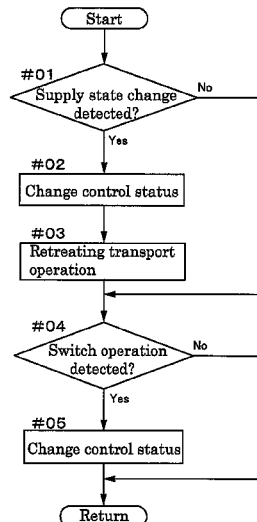 Start
#01
Supply state change
detected?
No
Yes
#02
Change control status
#03
Retreating transport
operation
#04
Switch operation
detected?
No
Yes
#05
Change control status
Return